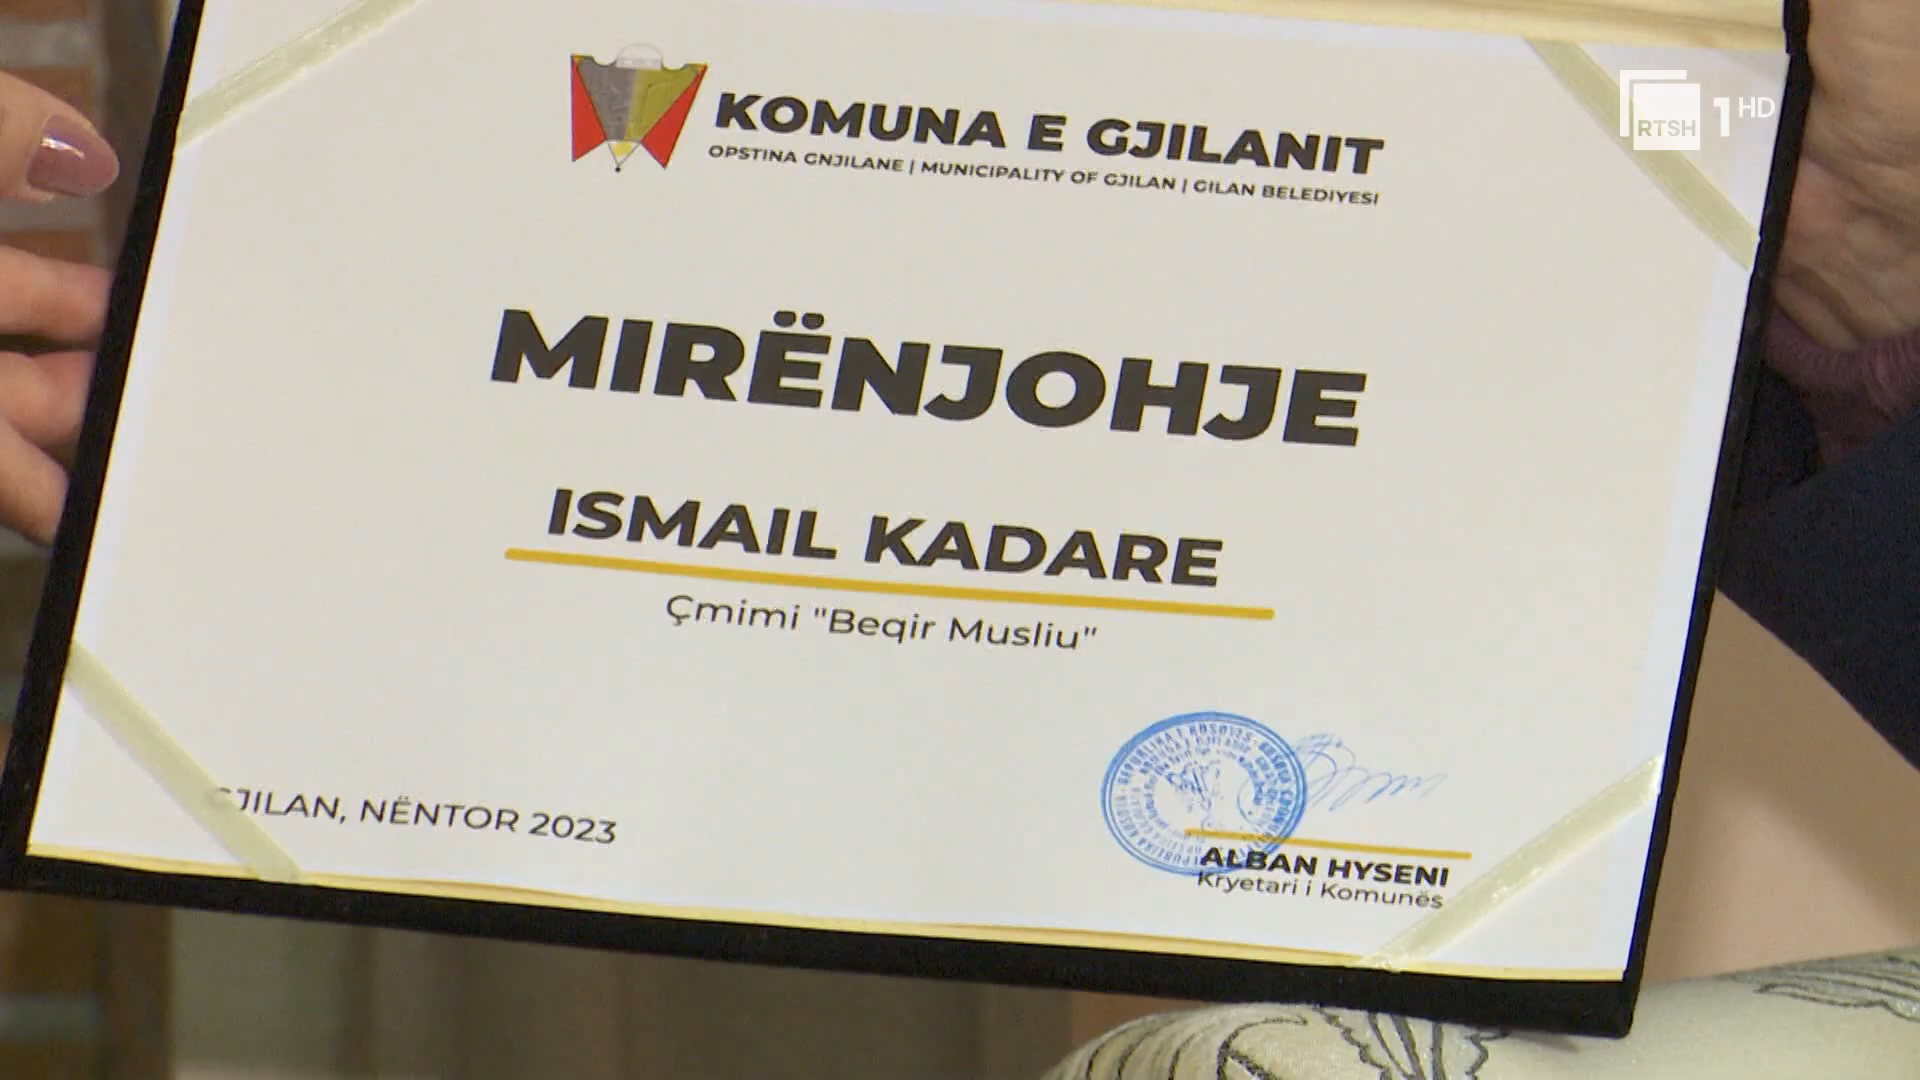 KOMUNA E GJILANIT
OPSTINA GNJILANE | MUNICIPALITY OF GJILAN | GILAN BELEDIYESI
RTSH 1 HD
MIRËNJOHJE
ISMAIL KADARE
Çmimi "Beqir Musliu"
GJILAN, NËNTOR 2023
ALBAN HYSENI
Kryetari i Komunës